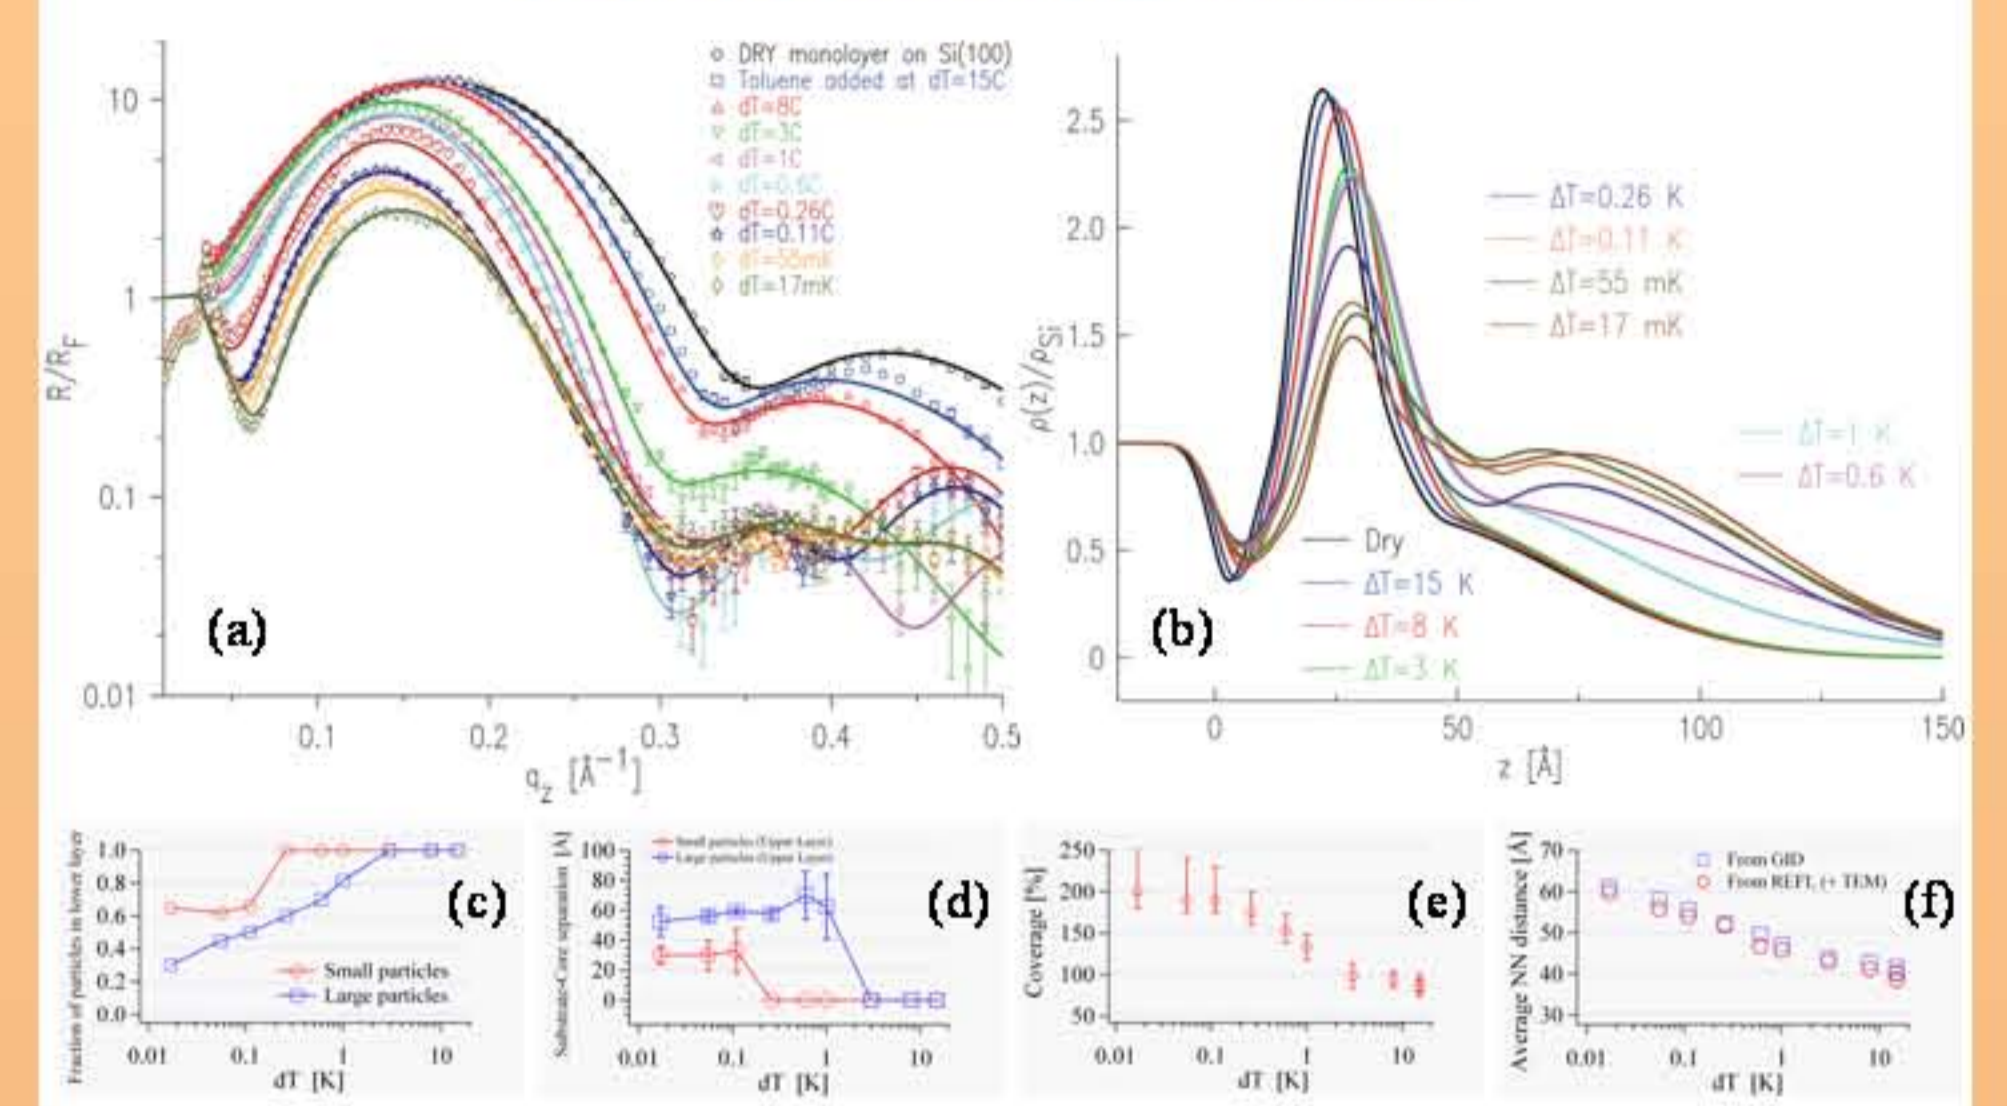 DRY monoloyer on Si(100)
Toluene added at dT=15C
dT=8C
dT=3C
dT=1C
dT=0.6C
dT=0.26C
dT=0.11C
dT=55mK
dT=17mK
10
1
0.1
0.01
R/R_F
(a)
0.1 0.2 0.3 0.4 0.5
q_z [Å⁻¹]
2.5
2.0
1.5
1.0
0.5
0
ρ(z)/ρ_Si
ΔT=0.26 K
ΔT=0.11 K
ΔT=55 mK
ΔT=17 mK
ΔT=1 K
ΔT=0.6 K
Dry
ΔT=15 K
ΔT=8 K
ΔT=3 K
(b)
0 50 100 150
z [Å]
Fraction of particles in lower layer
1.0
0.8
0.6
0.4
0.2
0.0
(c)
Small particles
Large particles
0.01 0.1 1 10
dT [K]
Substrate-Core separation [Å]
100
80
60
40
20
0
Small particles (Upper Layer)
Large particles (Upper Layer)
(d)
0.01 0.1 1 10
dT [K]
Coverage [%]
250
200
150
100
50
(e)
0.01 0.1 1 10
dT [K]
Average NN distance [Å]
70
60
50
40
30
From GID
From REFL (+ TEM)
(f)
0.01 0.1 1 10
dT [K]